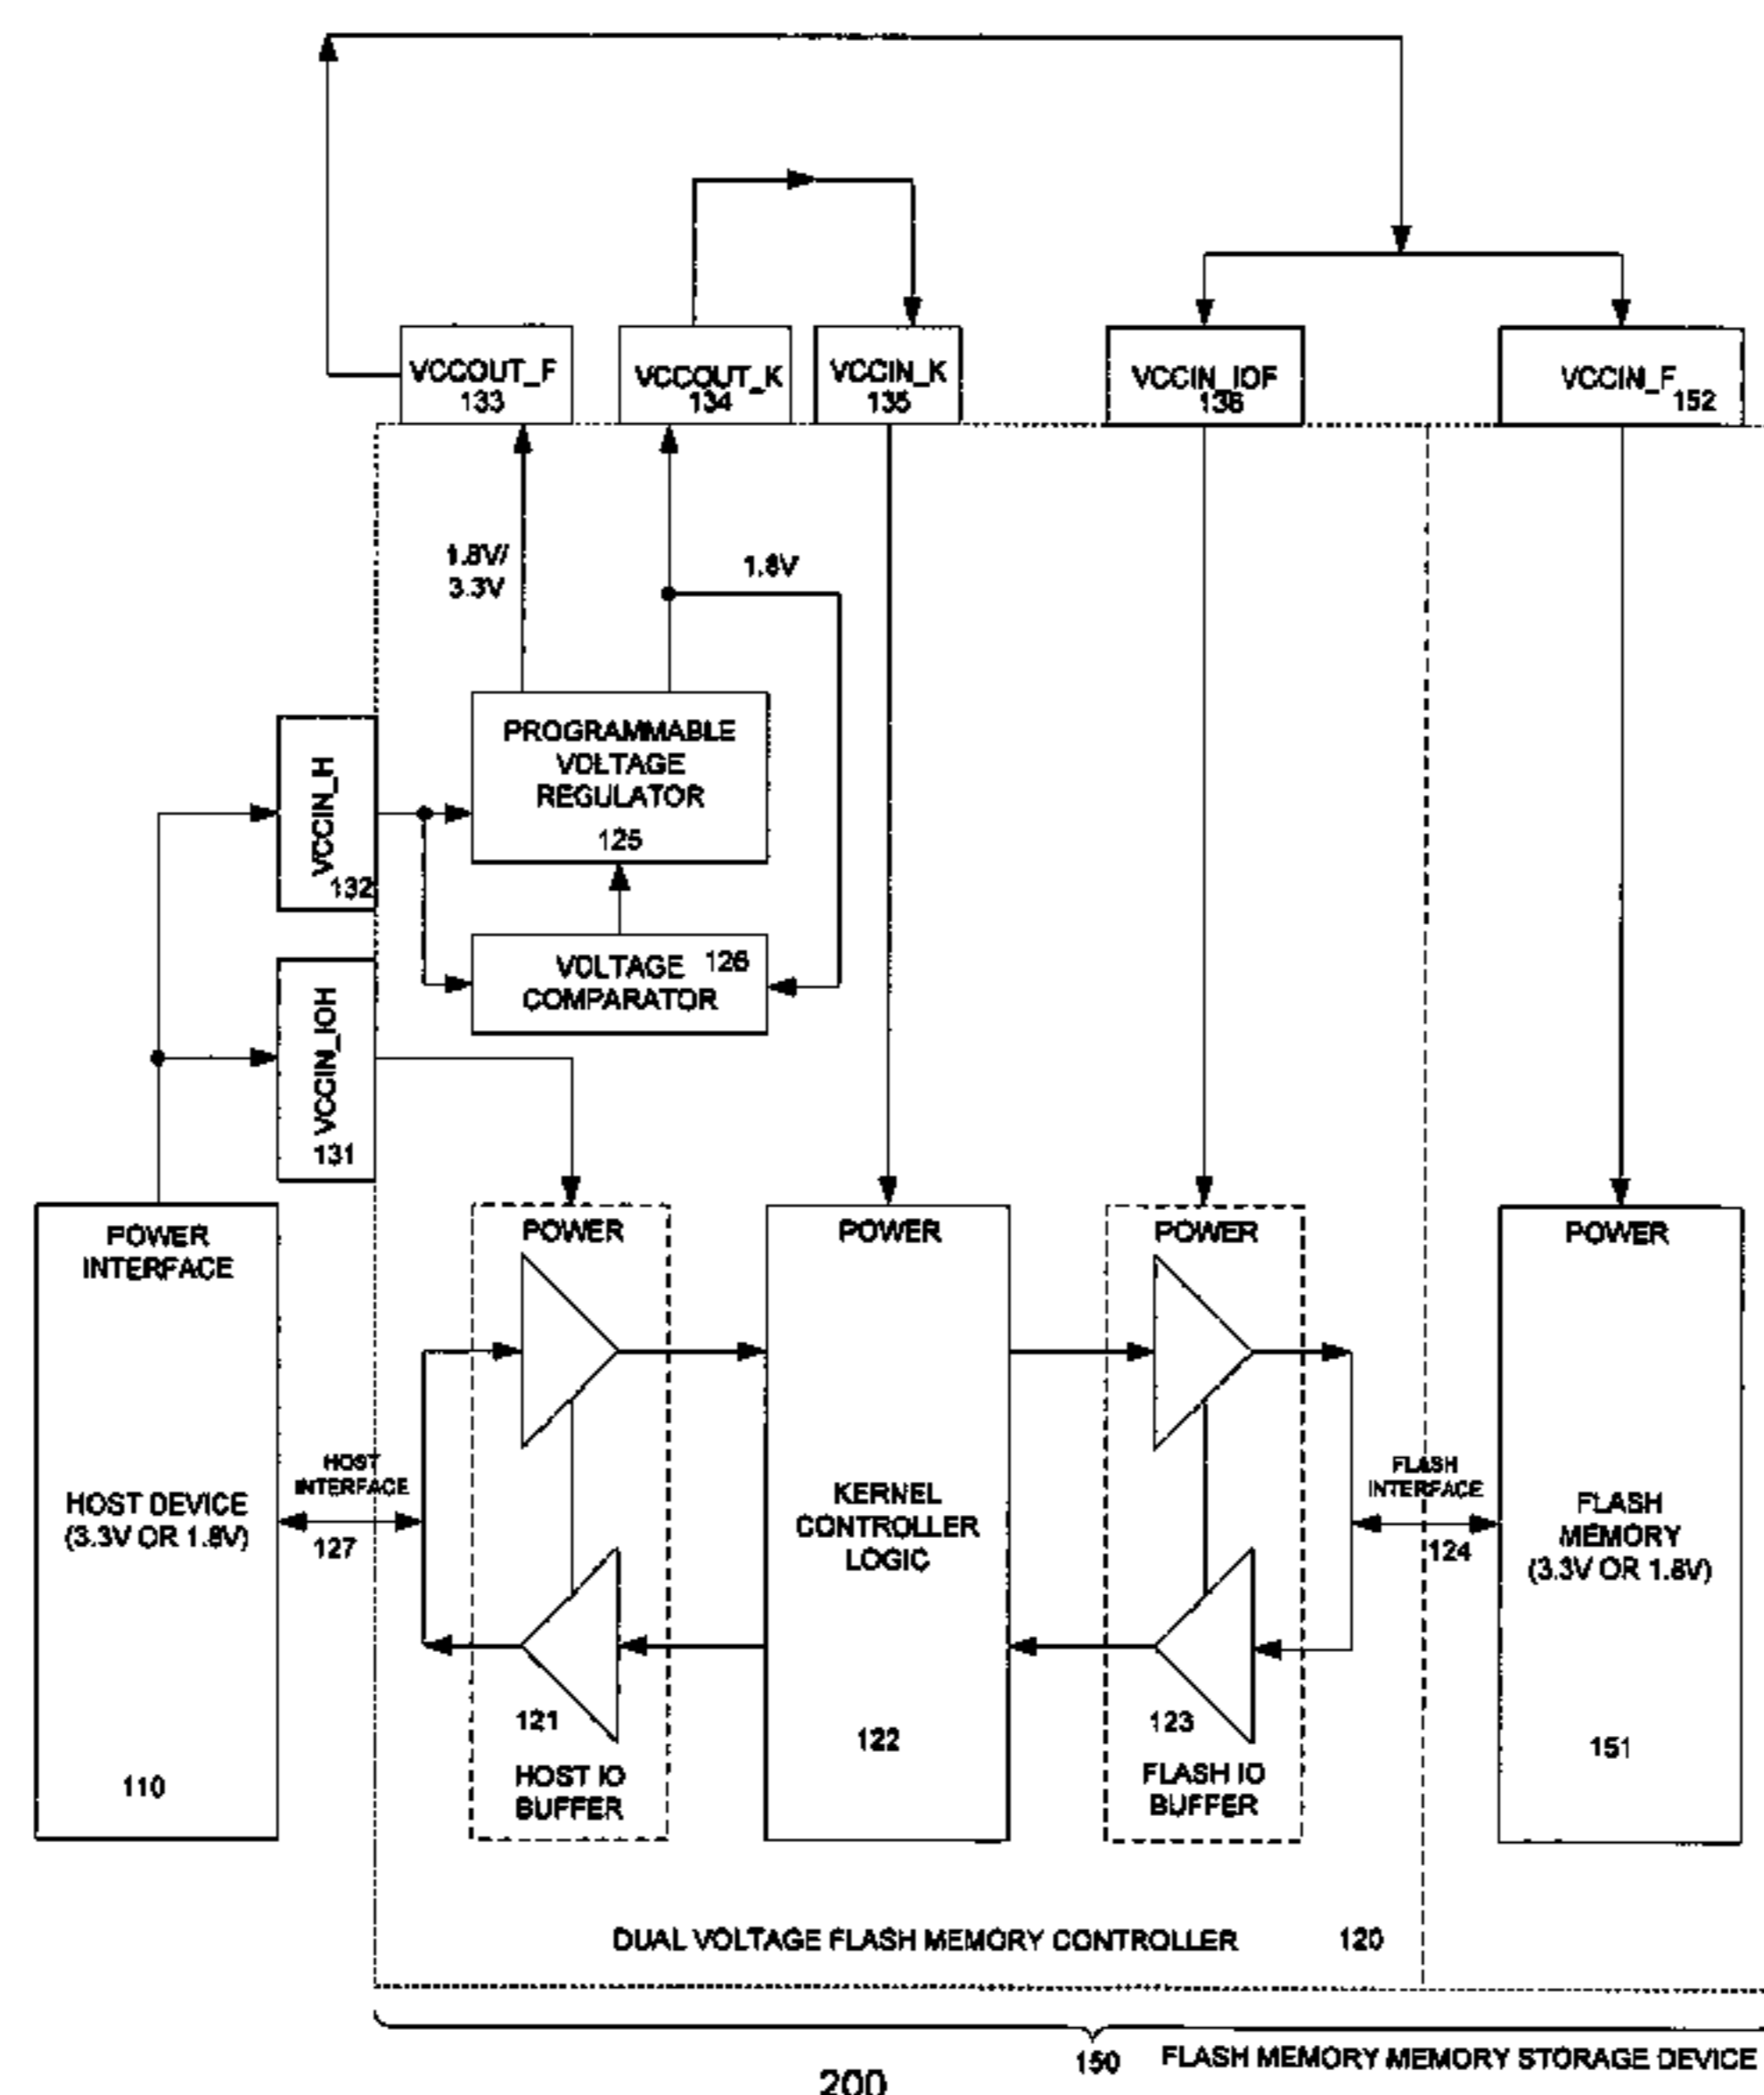 VCCOUT_F
133
VCCOUT_K
134
VCCIN_K
135
VCCIN_IOF
136
VCCIN_F
152
1.8V/
3.3V
1.8V
PROGRAMMABLE
VOLTAGE
REGULATOR
125
VCCIN_H
132
VOLTAGE
COMPARATOR
126
VCCIN_IOH
131
POWER
INTERFACE
HOST DEVICE
(3.3V OR 1.8V)
110
HOST
INTERFACE
127
POWER
121
HOST IO
BUFFER
POWER
KERNEL
CONTROLLER
LOGIC
122
POWER
123
FLASH IO
BUFFER
FLASH
INTERFACE
124
POWER
FLASH
MEMORY
(3.3V OR 1.8V)
151
DUAL VOLTAGE FLASH MEMORY CONTROLLER 120
150 FLASH MEMORY MEMORY STORAGE DEVICE
200